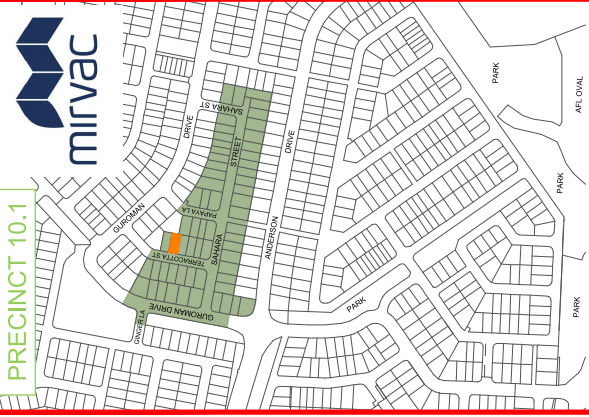 mirvac
PRECINCT 10.1
SAHARA ST
STREET
DRIVE
DRIVE
PAPAYA LA
GUROMAN
SAHARA
ANDERSON
TERRACOTTA ST
GUROMAN DRIVE
GINGER LA
PARK
PARK
AFL OVAL
PARK
PARK